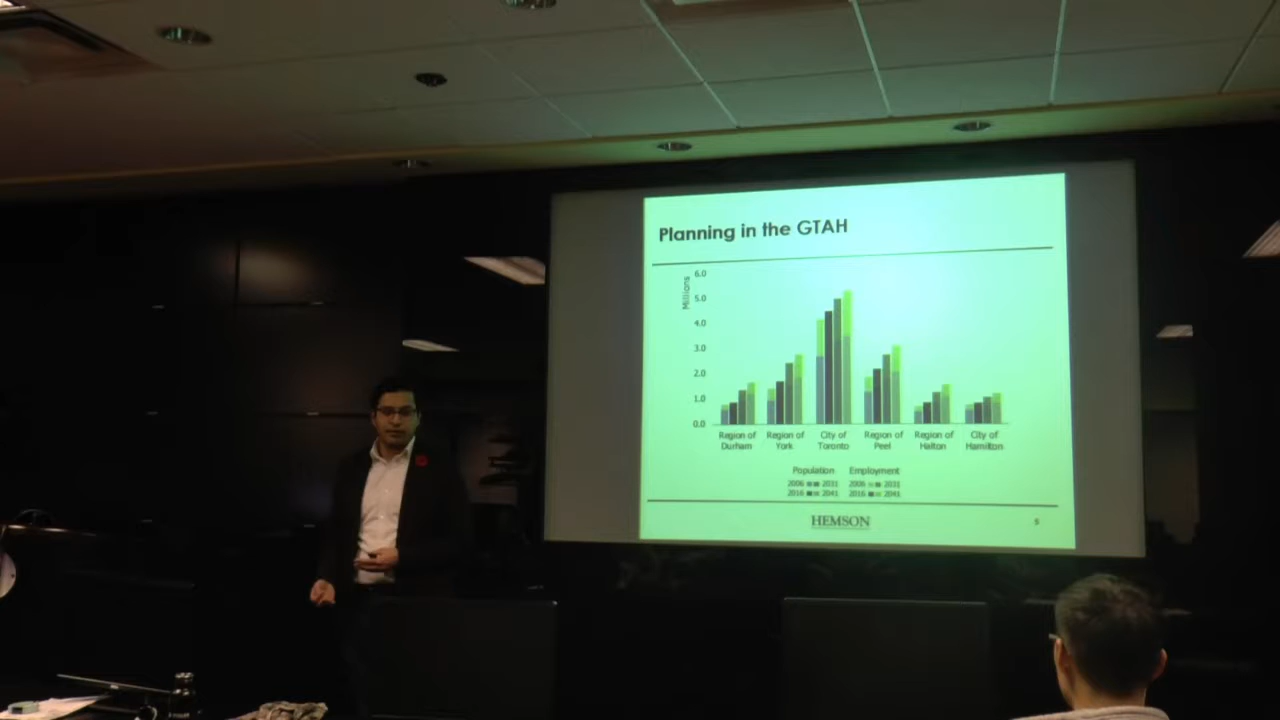 Planning in the GTAH
Millions
6.0
5.0
4.0
3.0
2.0
1.0
0.0
Region of Durham
Region of York
City of Toronto
Region of Peel
Region of Halton
City of Hamilton
Population Employment
2006 2031 2006 2031
2016 2041 2016 2041
HEMSON
5